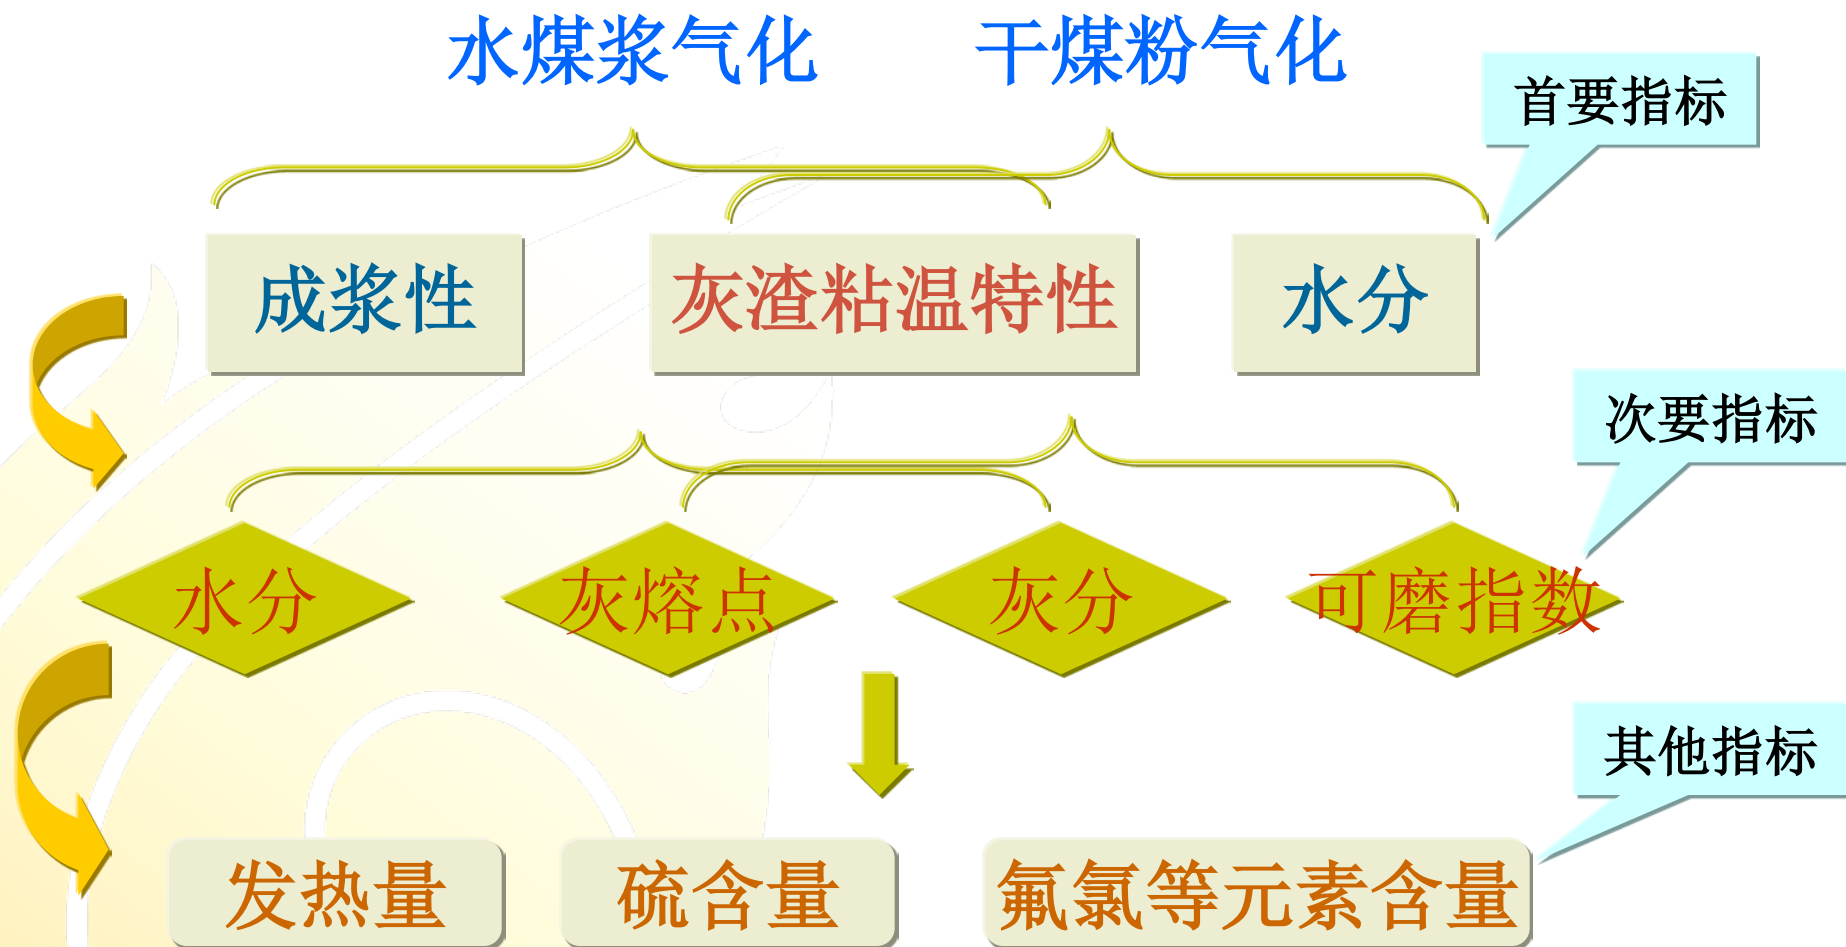 水煤浆气化
干煤粉气化
首要指标
成浆性
灰渣粘温特性
水分
次要指标
水分
灰熔点
灰分
可磨指数
其他指标
发热量
硫含量
氟氯等元素含量